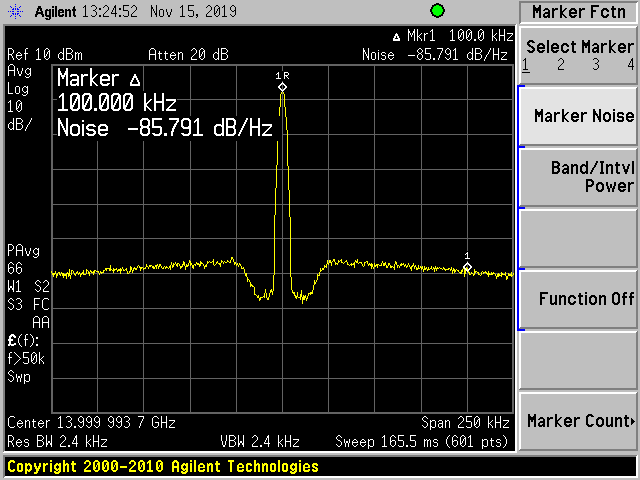 Agilent 13:24:52 Nov 15, 2019
Marker Fctn
Δ Mkr1 100.0 kHz
Ref 10 dBm Atten 20 dB Noise -85.791 dB/Hz
Avg
Log
10
dB/
Marker Δ
100.000 kHz
Noise -85.791 dB/Hz
1R
1
PAvg
66
W1 S2
S3 FC
AA
£(f):
f>50k
Swp
Center 13.999 993 7 GHz Span 250 kHz
Res BW 2.4 kHz VBW 2.4 kHz Sweep 165.5 ms (601 pts)
Copyright 2000-2010 Agilent Technologies
Select Marker
1 2 3 4
Marker Noise
Band/Intvl
Power
Function Off
Marker Count